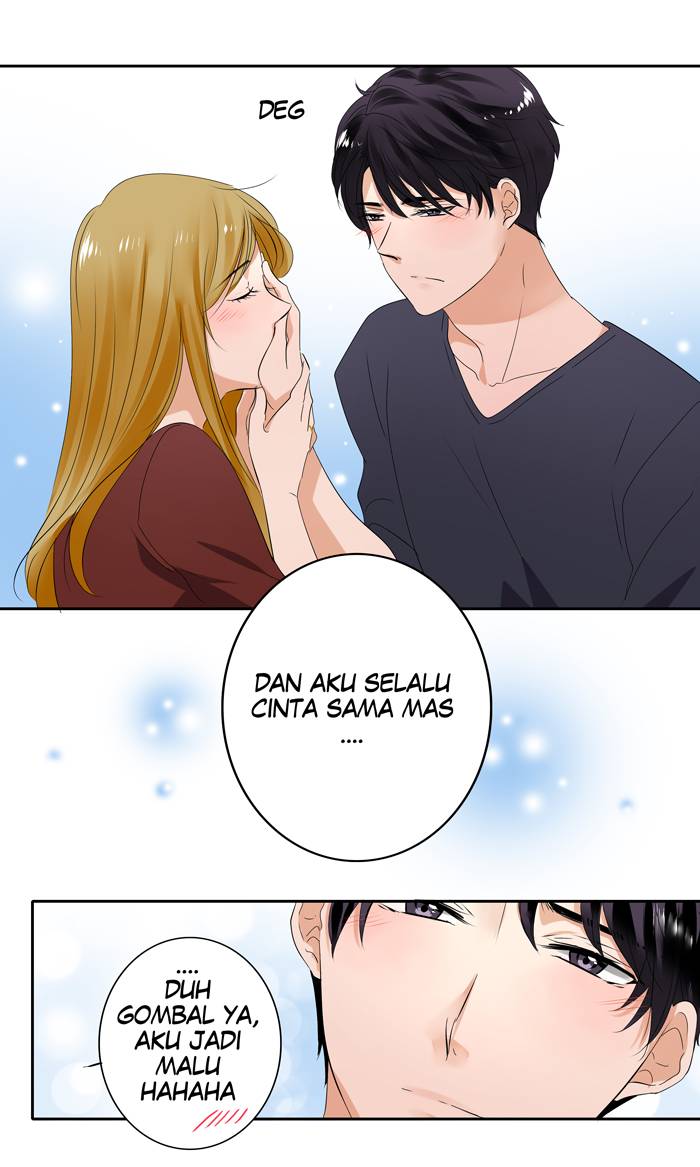 DEG
DAN AKU SELALU
CINTA SAMA MAS
....
....
DUH
GOMBAL YA,
AKU JADI
MALU
HAHAHA